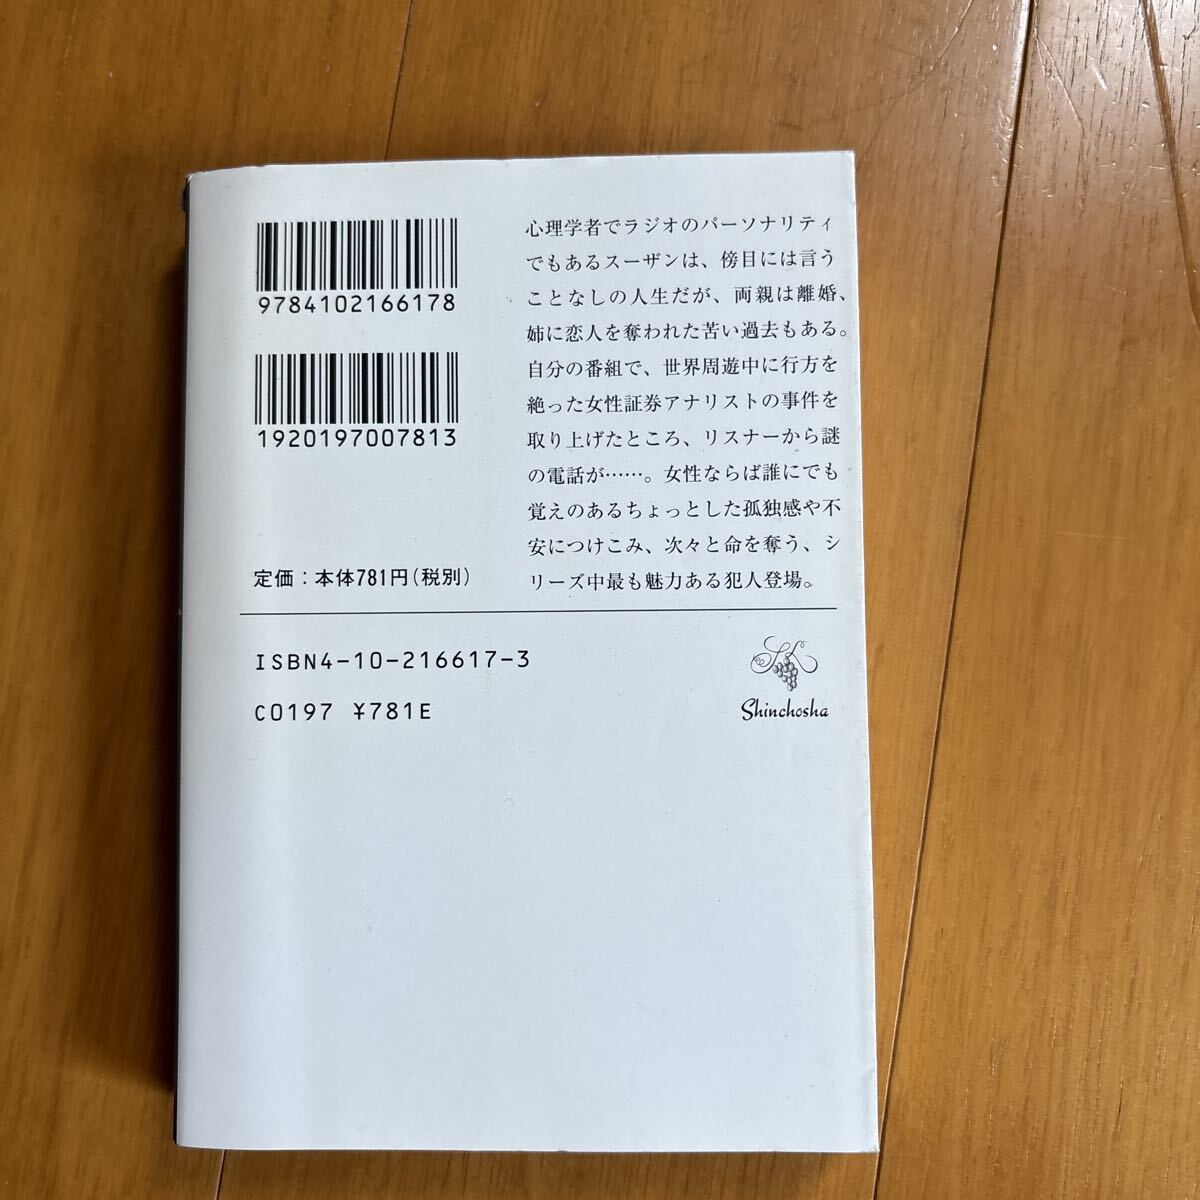 9784102166178
1920197007813
定価：本体781円(税別)
心理学者でラジオのパーソナリティ
でもあるスーザンは、傍目には言う
ことなしの人生だが、両親は離婚、
姉に恋人を奪われた苦い過去もある。
自分の番組で、世界周遊中に行方を
絶った女性証券アナリストの事件を
取り上げたところ、リスナーから謎
の電話が……。女性ならば誰にでも
覚えのあるちょっとした孤独感や不
安につけこみ、次々と命を奪う、シ
リーズ中最も魅力ある犯人登場。
ISBN4-10-216617-3
C0197 ¥781E
Shinchosha